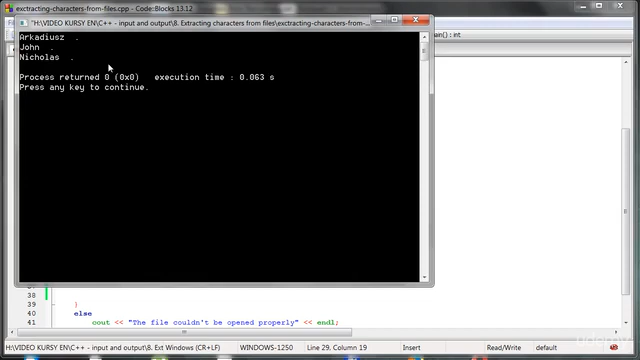 exctracting-characters-from-files.cpp - Code::Blocks 13.12
"H:\VIDEO KURSY EN\C++ - input and output\8. Extracting characters from files\exctracting-characters-from-...
Arkadiusz .
John .
Nicholas .
Process returned 0 (0x0) execution time : 0.063 s
Press any key to continue.
main() : int
38
39 }
40 else
41 cout << "The file couldn't be opened properly" << endl;
H:\VIDEO KURSY EN\C++ - input and output\8. Ext Windows (CR+LF) WINDOWS-1250 Line 29, Column 19 Insert Read/Write default